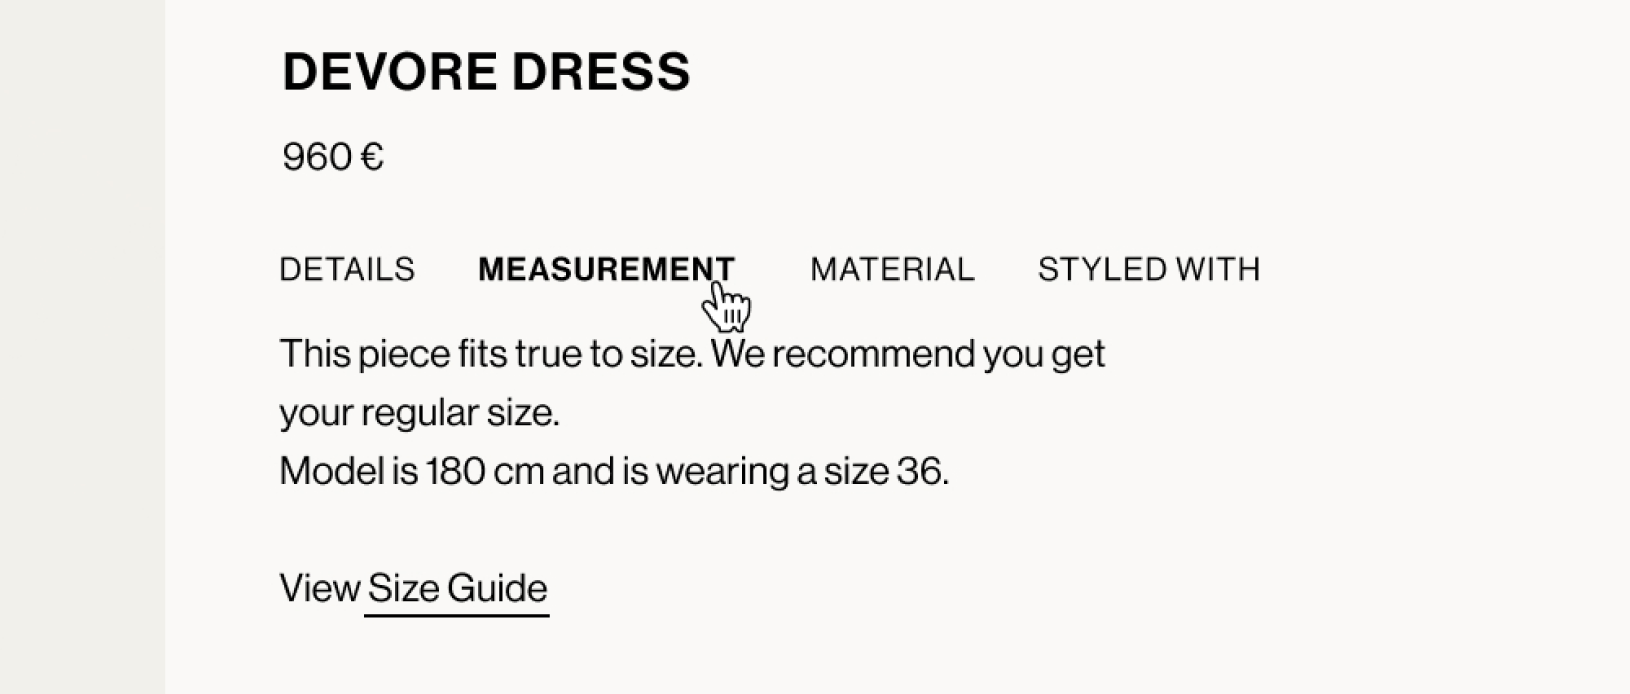 DEVORE DRESS
960 €
DETAILS MEASUREMENT MATERIAL STYLED WITH
This piece fits true to size. We recommend you get
your regular size.
Model is 180 cm and is wearing a size 36.
View Size Guide